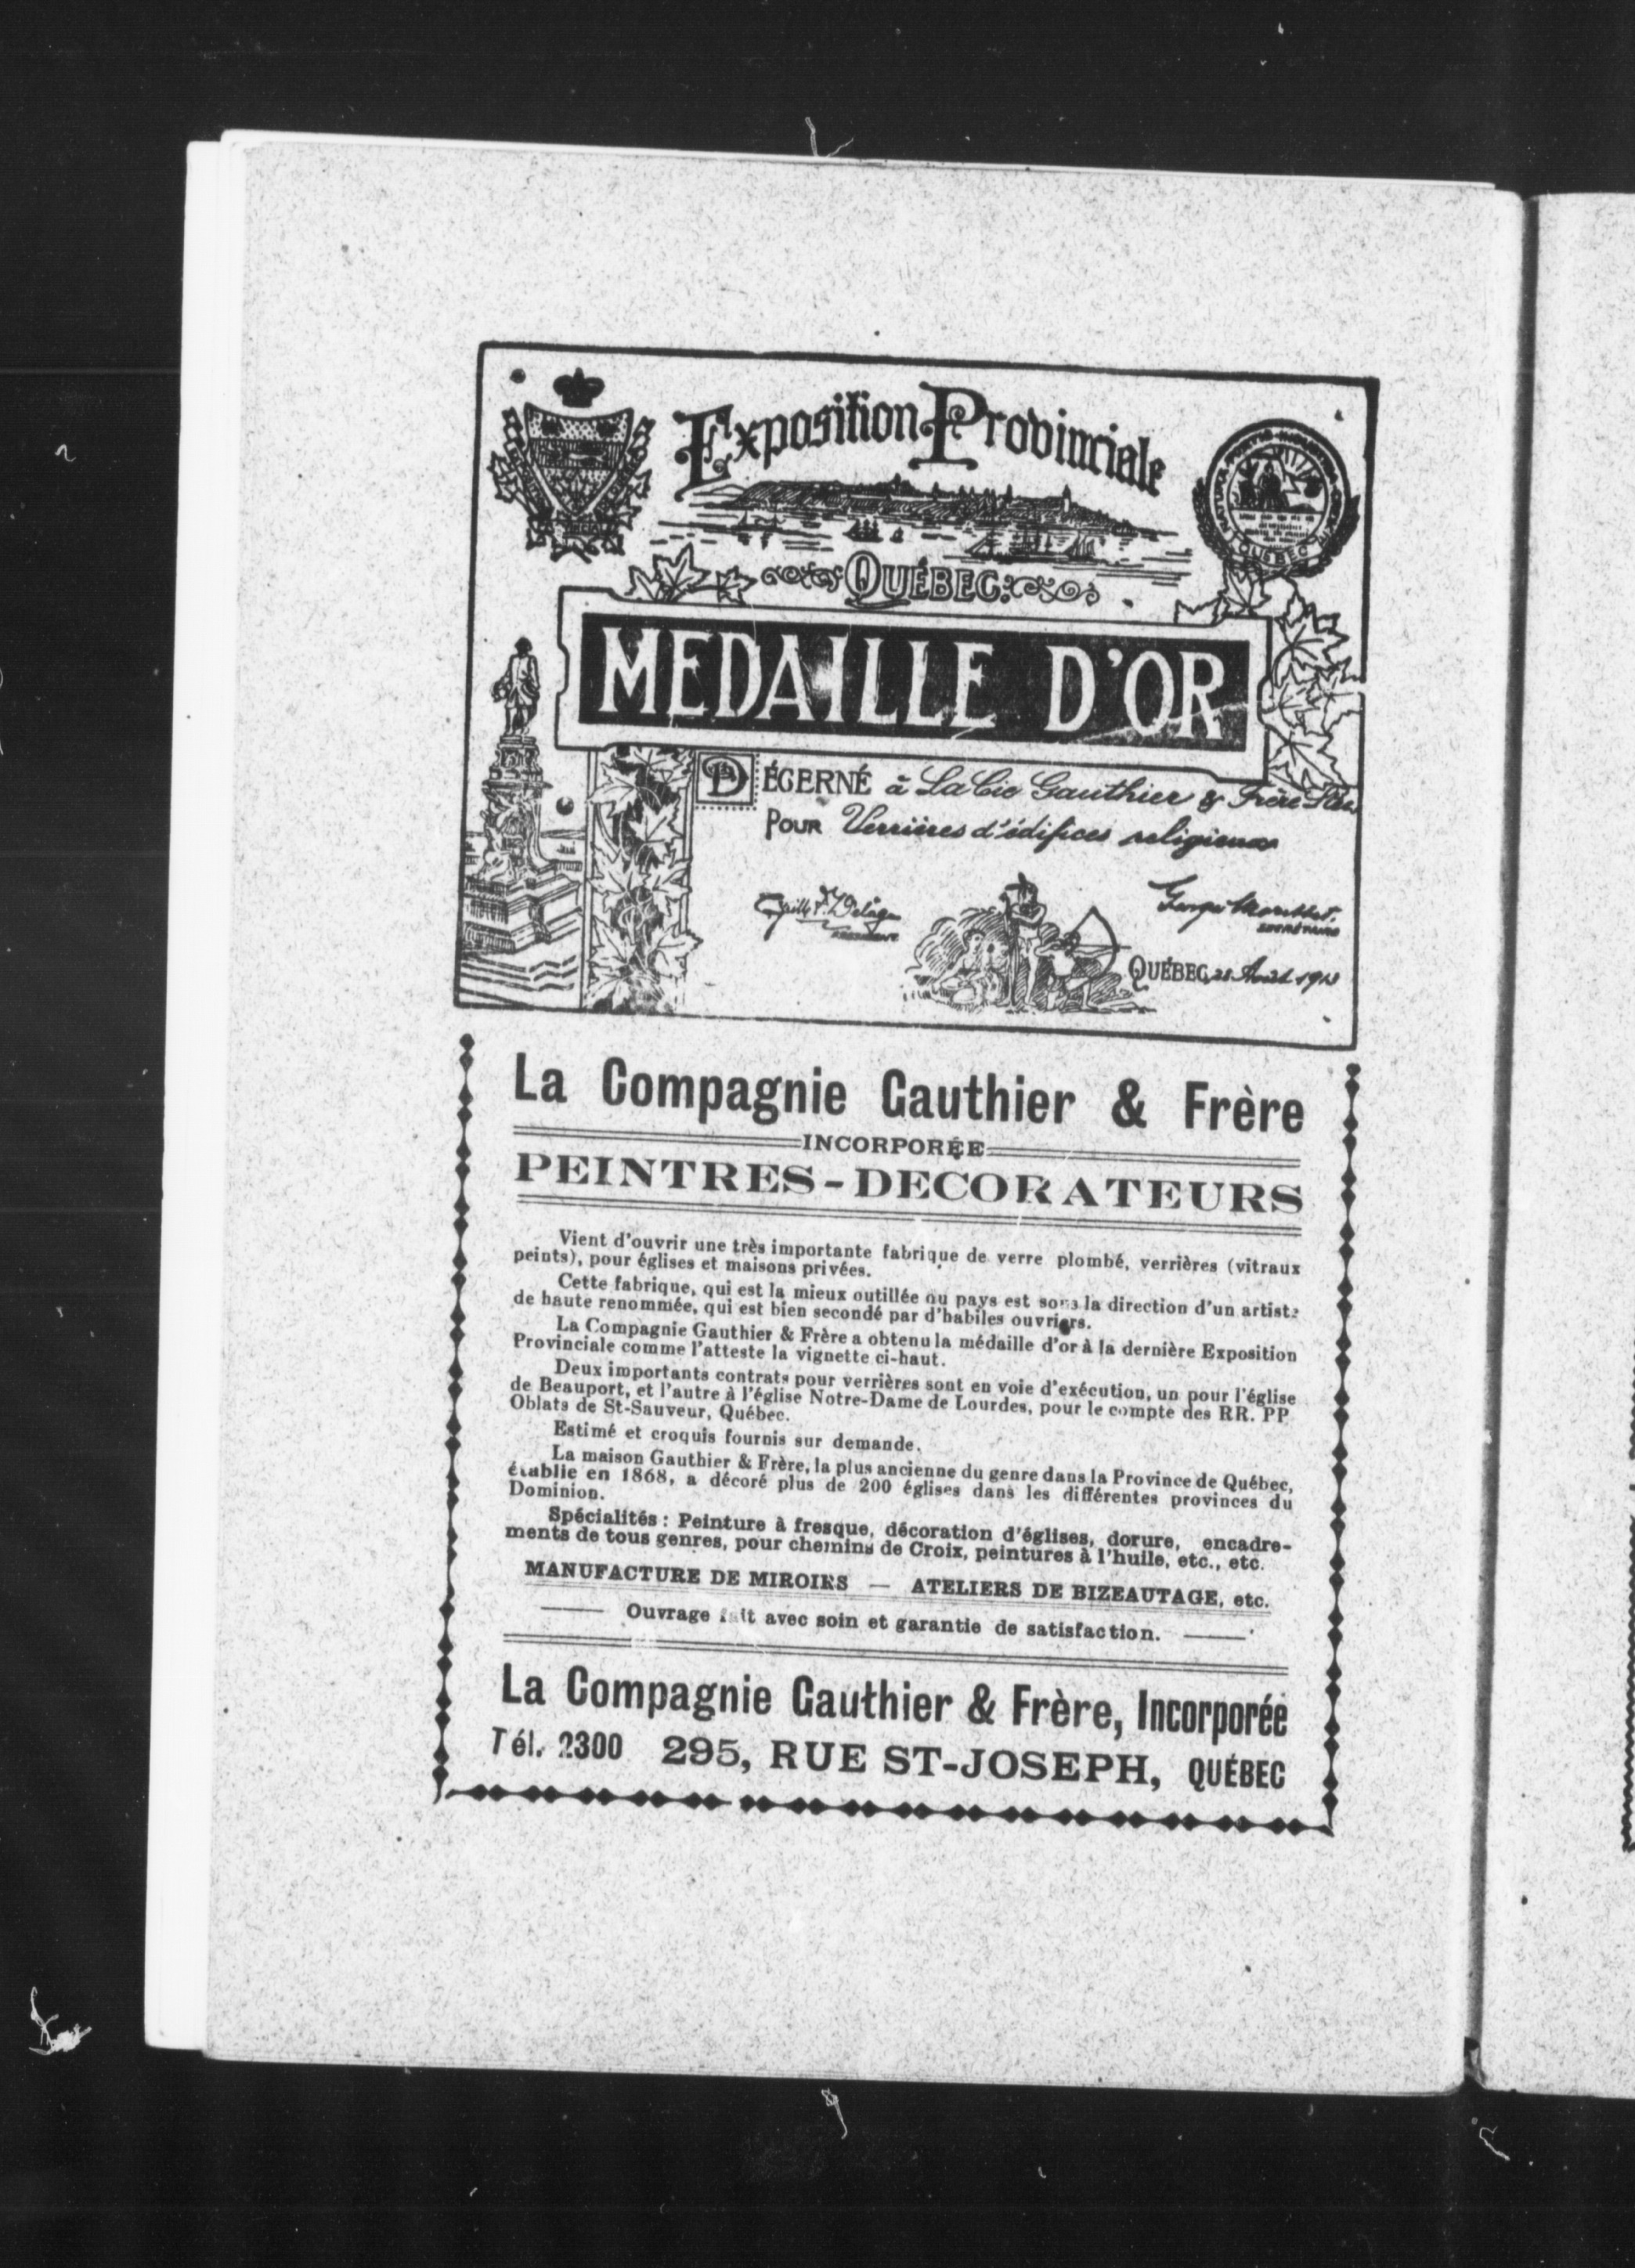 Exposition Provinciale
QUÉBEC
MEDAILLE D'OR
DÉCERNÉ à La Cie Gauthier & Frère
POUR Verrières d'édifices religieux
QUÉBEC, Août 1913
La Compagnie Gauthier & Frère
INCORPORÉE
PEINTRES-DECORATEURS
Vient d'ouvrir une très importante fabrique de verre plombé, verrières (vitraux
peints), pour églises et maisons privées.
Cette fabrique, qui est la mieux outillée au pays est sous la direction d'un artiste
de haute renommée, qui est bien secondé par d'habiles ouvriers.
La Compagnie Gauthier & Frère a obtenu la médaille d'or à la dernière Exposition
Provinciale comme l'atteste la vignette ci-haut.
Deux importants contrats pour verrières sont en voie d'exécution, un pour l'église
de Beauport, et l'autre à l'église Notre-Dame de Lourdes, pour le compte des RR. PP
Oblats de St-Sauveur, Québec.
Estimé et croquis fournis sur demande.
La maison Gauthier & Frère, la plus ancienne du genre dans la Province de Québec,
établie en 1868, a décoré plus de 200 églises dans les différentes provinces du
Dominion.
Spécialités : Peinture à fresque, décoration d'églises, dorure, encadre-
ments de tous genres, pour chemins de Croix, peintures à l'huile, etc., etc.
MANUFACTURE DE MIROIRS — ATELIERS DE BIZEAUTAGE, etc.
Ouvrage fait avec soin et garantie de satisfaction.
La Compagnie Gauthier & Frère, Incorporée
Tél. 2300 295, RUE ST-JOSEPH, QUÉBEC